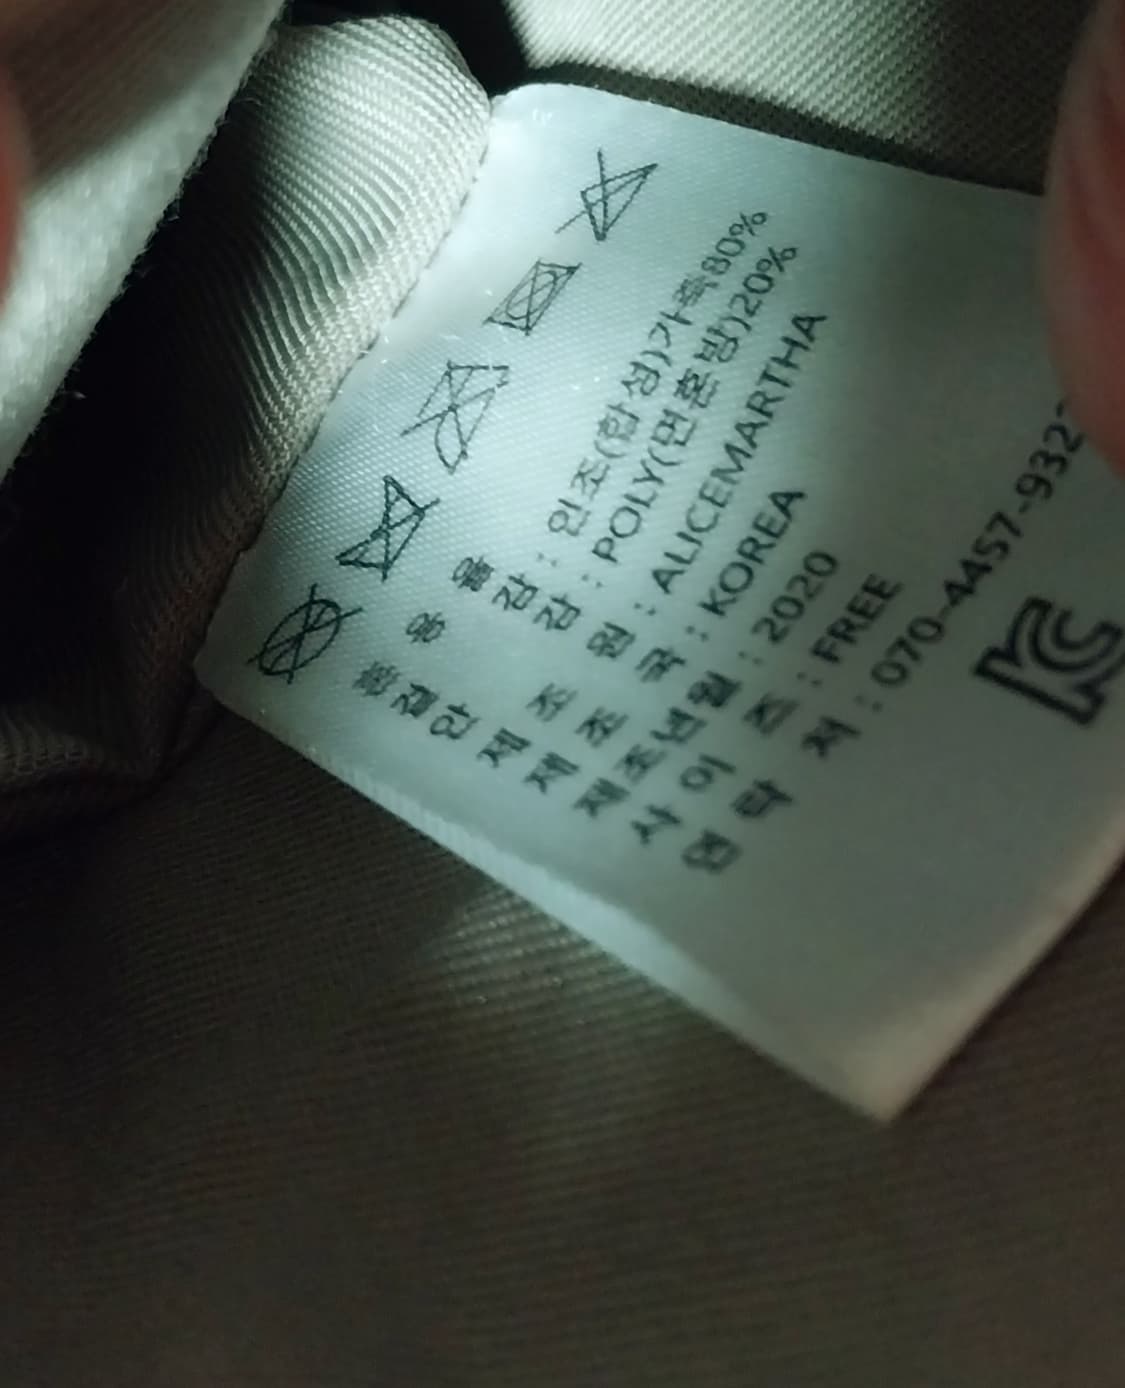 품
겉감 : 인조(합성)가죽80%
안감 : POLY(면혼방)20%
제조원 : ALICEMARTHA
제조국 : KOREA
제조년월 : 2020
사이즈 : FREE
연락처 : 070-4457-932